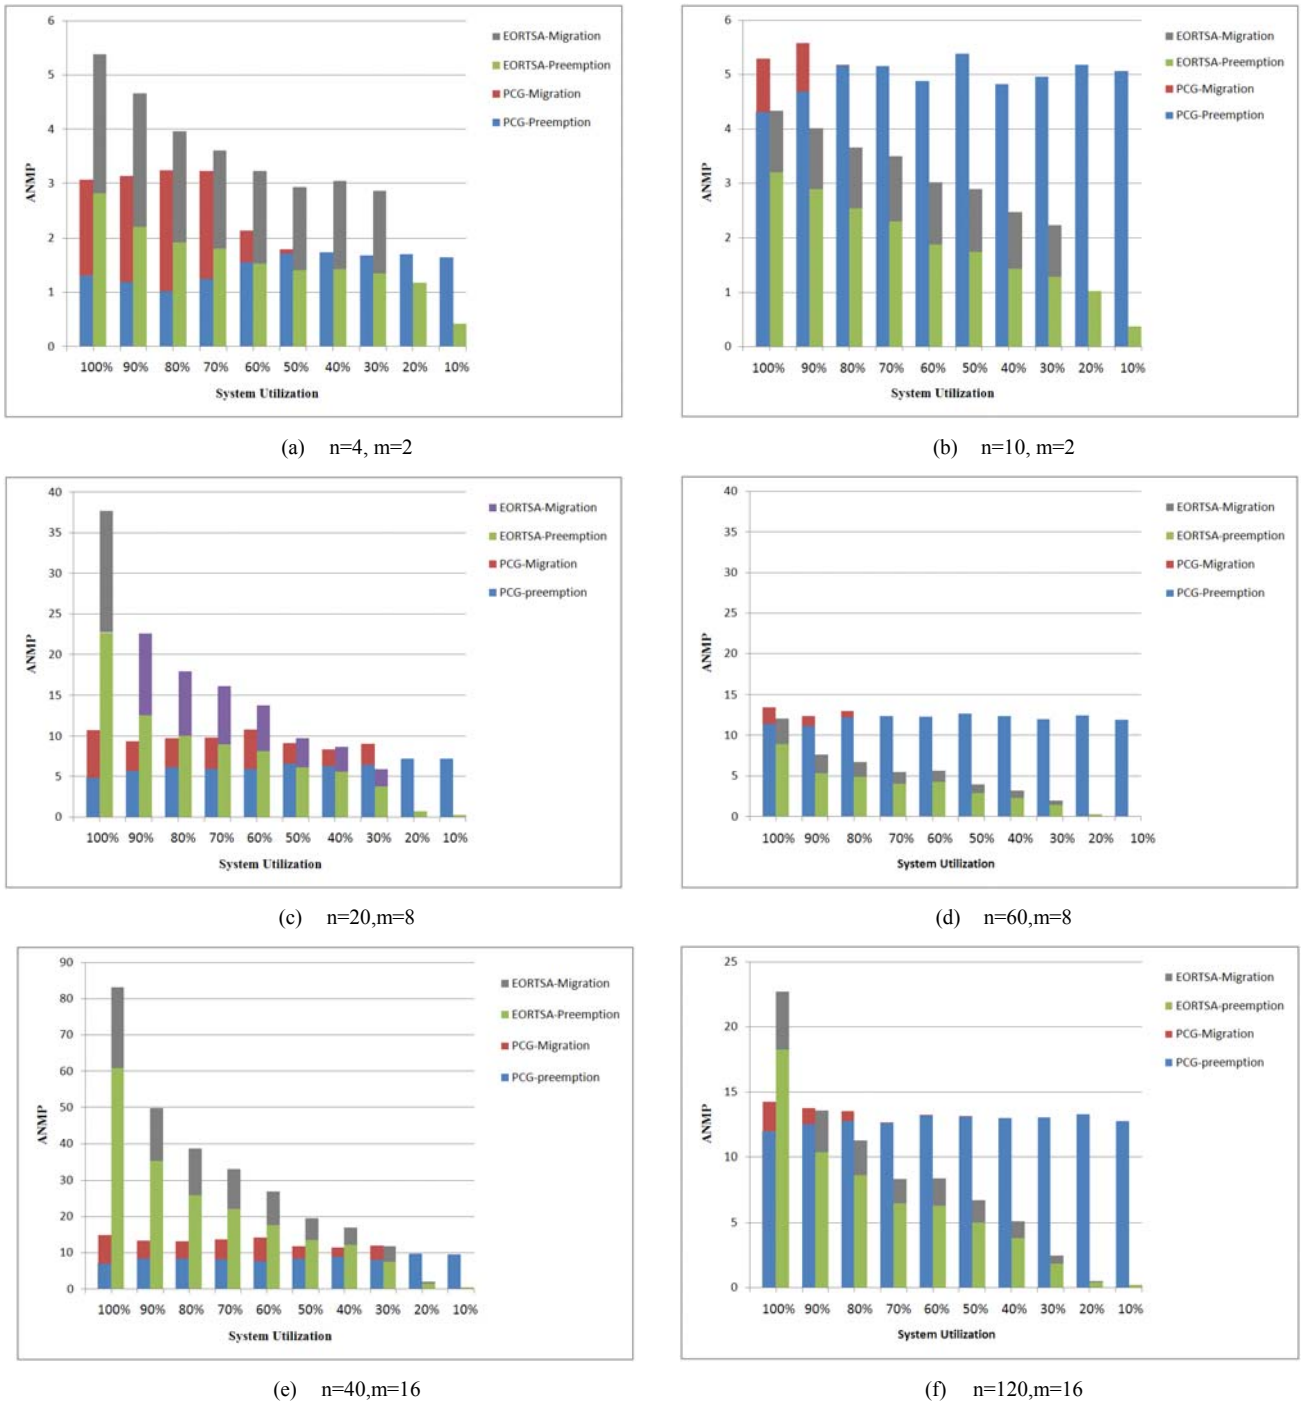 6
5
4
3
2
1
0
ANMP
100% 90% 80% 70% 60% 50% 40% 30% 20% 10%
System Utilization
EORTSA-Migration
EORTSA-Preemption
PCG-Migration
PCG-Preemption
(a) n=4, m=2
6
5
4
3
2
1
0
ANMP
100% 90% 80% 70% 60% 50% 40% 30% 20% 10%
System Utilization
EORTSA-Migration
EORTSA-Preemption
PCG-Migration
PCG-Preemption
(b) n=10, m=2
40
35
30
25
20
15
10
5
0
ANMP
100% 90% 80% 70% 60% 50% 40% 30% 20% 10%
System Utilization
EORTSA-Migration
EORTSA-Preemption
PCG-Migration
PCG-preemption
(c) n=20,m=8
40
35
30
25
20
15
10
5
0
ANMP
100% 90% 80% 70% 60% 50% 40% 30% 20% 10%
System Utilization
EORTSA-Migration
EORTSA-preemption
PCG-Migration
PCG-Preemption
(d) n=60,m=8
90
80
70
60
50
40
30
20
10
0
ANMP
100% 90% 80% 70% 60% 50% 40% 30% 20% 10%
System Utilization
EORTSA-Migration
EORTSA-Preemption
PCG-Migration
PCG-preemption
(e) n=40,m=16
25
20
15
10
5
0
ANMP
100% 90% 80% 70% 60% 50% 40% 30% 20% 10%
System Utilization
EORTSA-Migration
EORTSA-preemption
PCG-Migration
PCG-preemption
(f) n=120,m=16